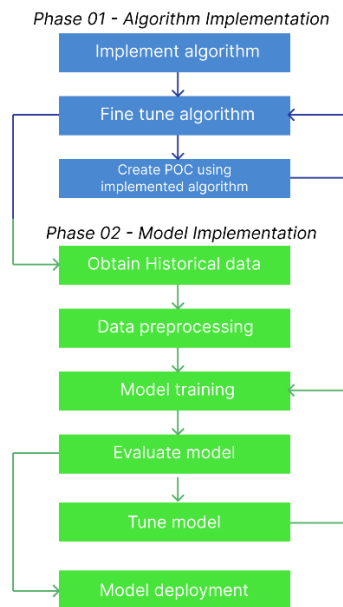 Phase 01 - Algorithm Implementation
Implement algorithm
Fine tune algorithm
Create POC using
implemented algorithm
Phase 02 - Model Implementation
Obtain Historical data
Data preprocessing
Model training
Evaluate model
Tune model
Model deployment